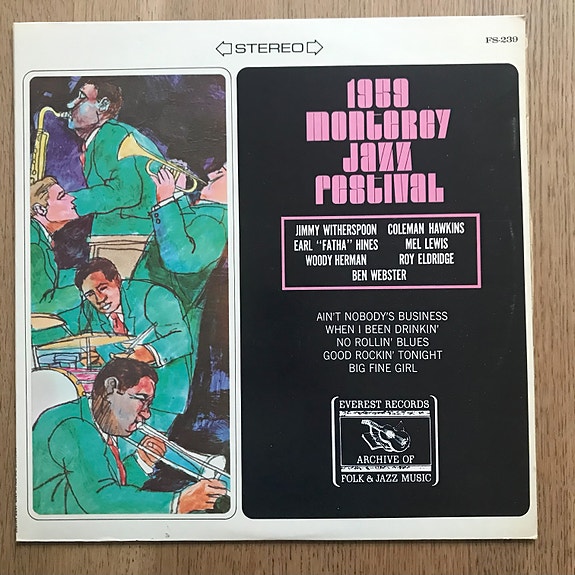 STEREO
FS-239
1959
MONTEREY
JAZZ
FESTIVAL
JIMMY WITHERSPOON COLEMAN HAWKINS
EARL "FATHA" HINES MEL LEWIS
WOODY HERMAN ROY ELDRIDGE
BEN WEBSTER
AIN'T NOBODY'S BUSINESS
WHEN I BEEN DRINKIN'
NO ROLLIN' BLUES
GOOD ROCKIN' TONIGHT
BIG FINE GIRL
EVEREST RECORDS
ARCHIVE OF
FOLK & JAZZ MUSIC